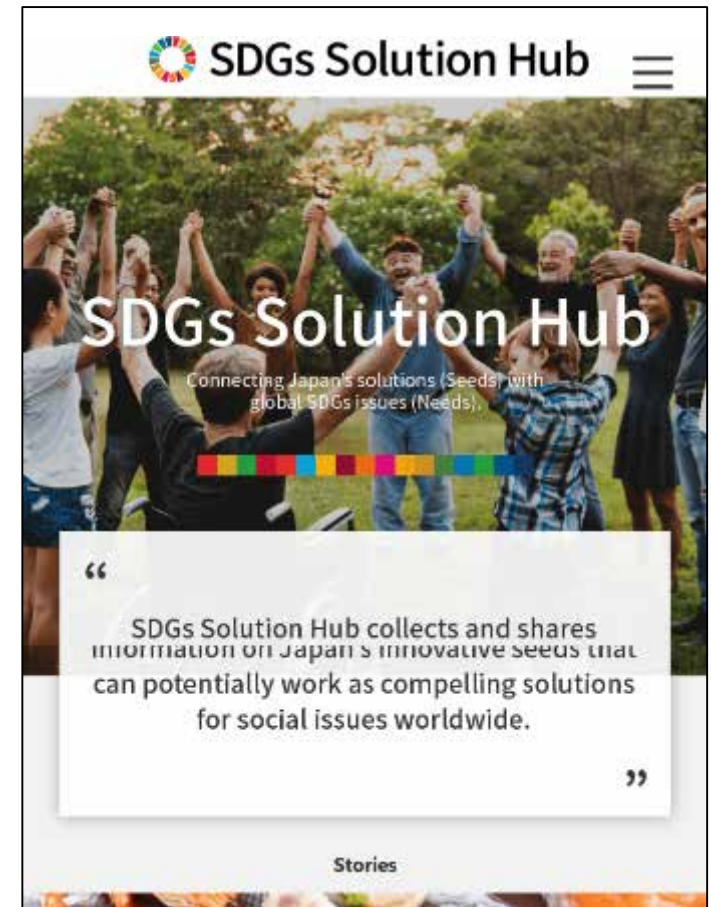 SDGs Solution Hub
SDGs Solution Hub
Connecting Japan's solutions (Seeds) with
global SDGs issues (Needs).
“
SDGs Solution Hub collects and shares
information on Japan's innovative seeds that
can potentially work as compelling solutions
for social issues worldwide.
”
Stories